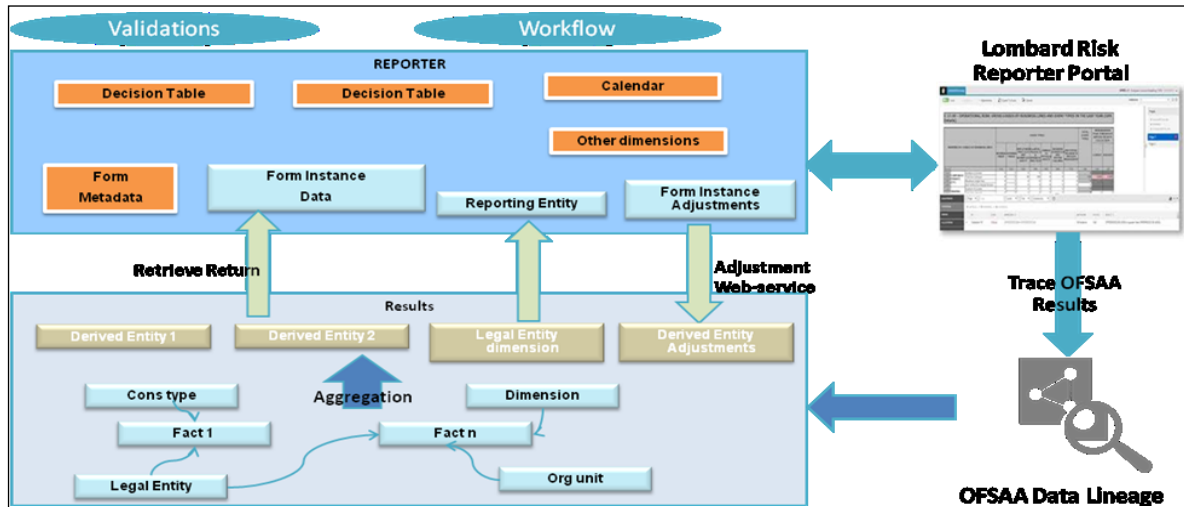 Validations
Workflow
REPORTER
Decision Table
Decision Table
Calendar
Other dimensions
Form
Metadata
Form Instance
Data
Reporting Entity
Form Instance
Adjustments
Lombard Risk
Reporter Portal
Retrieve Return
Adjustment
Web-service
Trace OFSAA
Results
Results
Derived Entity 1
Derived Entity 2
Legal Entity
dimension
Derived Entity
Adjustments
Aggregation
Cons type
Dimension
Fact 1
Fact n
Legal Entity
Org unit
OFSAA Data Lineage